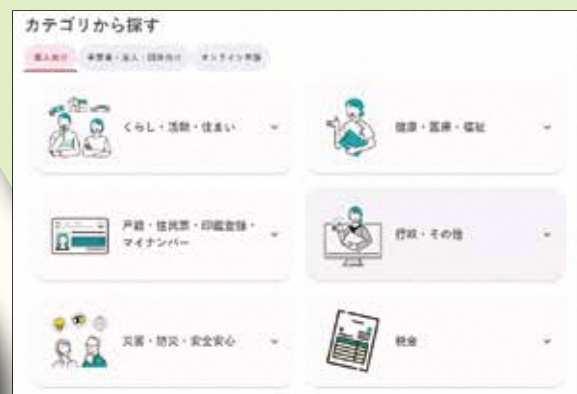 カテゴリから探す
個人向け 事業者・法人・団体向け オンライン申請
くらし・活動・住まい
健康・医療・福祉
戸籍・住民票・印鑑登録・
マイナンバー
行政・その他
災害・防災・安全安心
税金